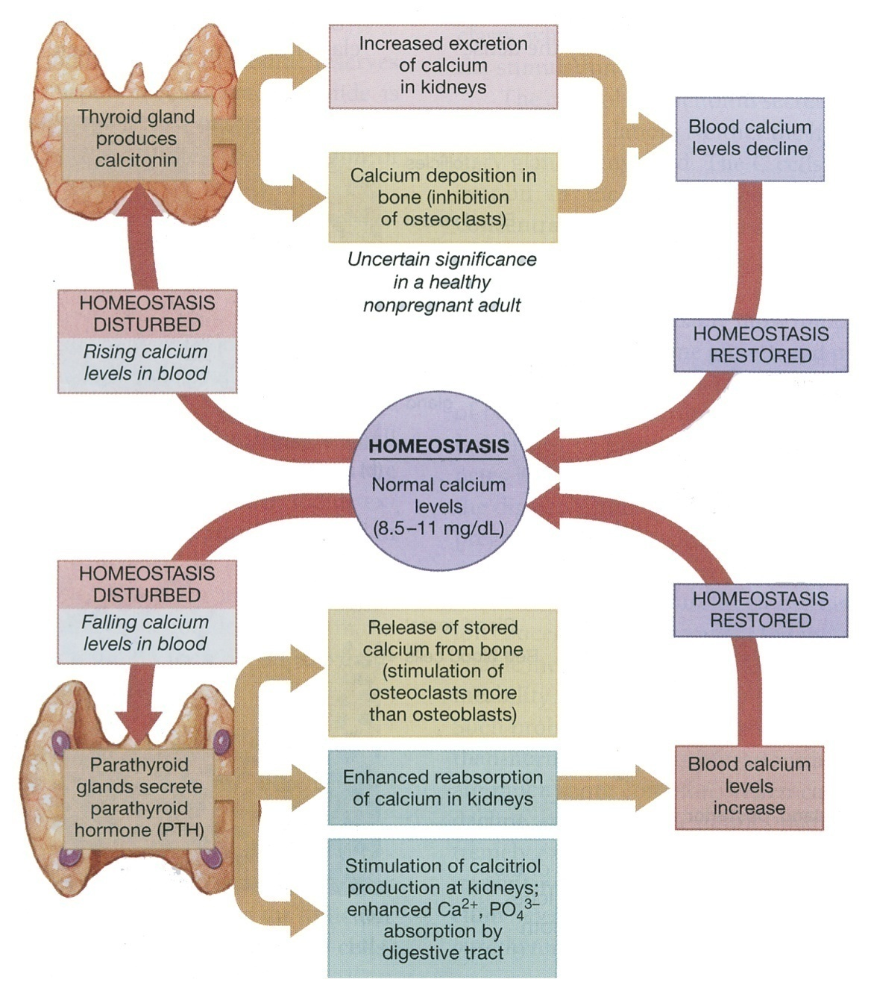 Increased excretion
of calcium
in kidneys
Thyroid gland
produces
calcitonin
Blood calcium
levels decline
Calcium deposition in
bone (inhibition
of osteoclasts)
Uncertain significance
in a healthy
nonpregnant adult
HOMEOSTASIS
DISTURBED
Rising calcium
levels in blood
HOMEOSTASIS
RESTORED
HOMEOSTASIS
Normal calcium
levels
(8.5–11 mg/dL)
HOMEOSTASIS
DISTURBED
Falling calcium
levels in blood
HOMEOSTASIS
RESTORED
Release of stored
calcium from bone
(stimulation of
osteoclasts more
than osteoblasts)
Parathyroid
glands secrete
parathyroid
hormone (PTH)
Enhanced reabsorption
of calcium in kidneys
Blood calcium
levels
increase
Stimulation of calcitriol
production at kidneys;
enhanced Ca²⁺, PO₄³⁻
absorption by
digestive tract